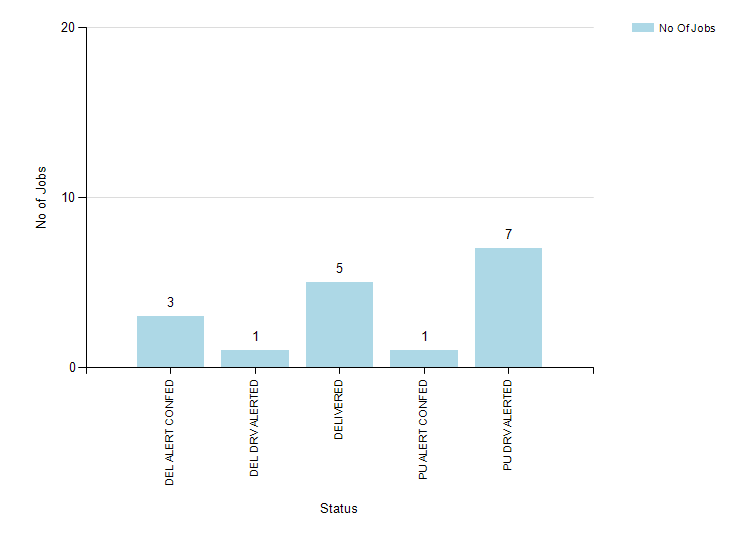 20
No Of Jobs
10
No of Jobs
7
5
3
1
1
0
DEL ALERT CONFED
DEL DRV ALERTED
DELIVERED
PU ALERT CONFED
PU DRV ALERTED
Status